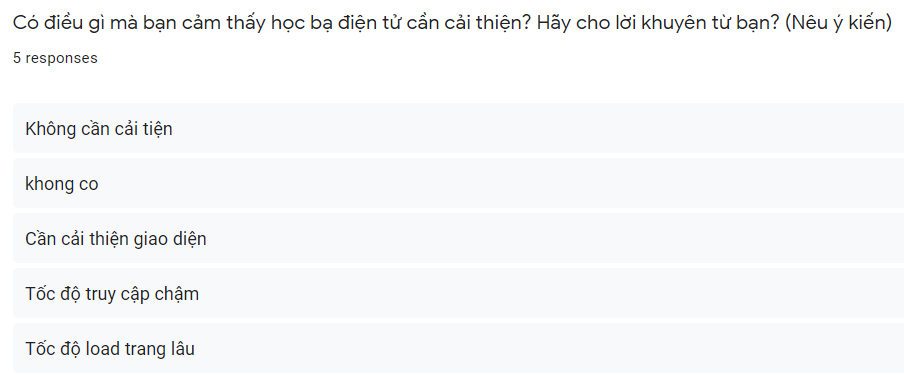 Có điều gì mà bạn cảm thấy học bạ điện tử cần cải thiện? Hãy cho lời khuyên từ bạn? (Nêu ý kiến)
5 responses
Không cần cải tiện
khong co
Cần cải thiện giao diện
Tốc độ truy cập chậm
Tốc độ load trang lâu